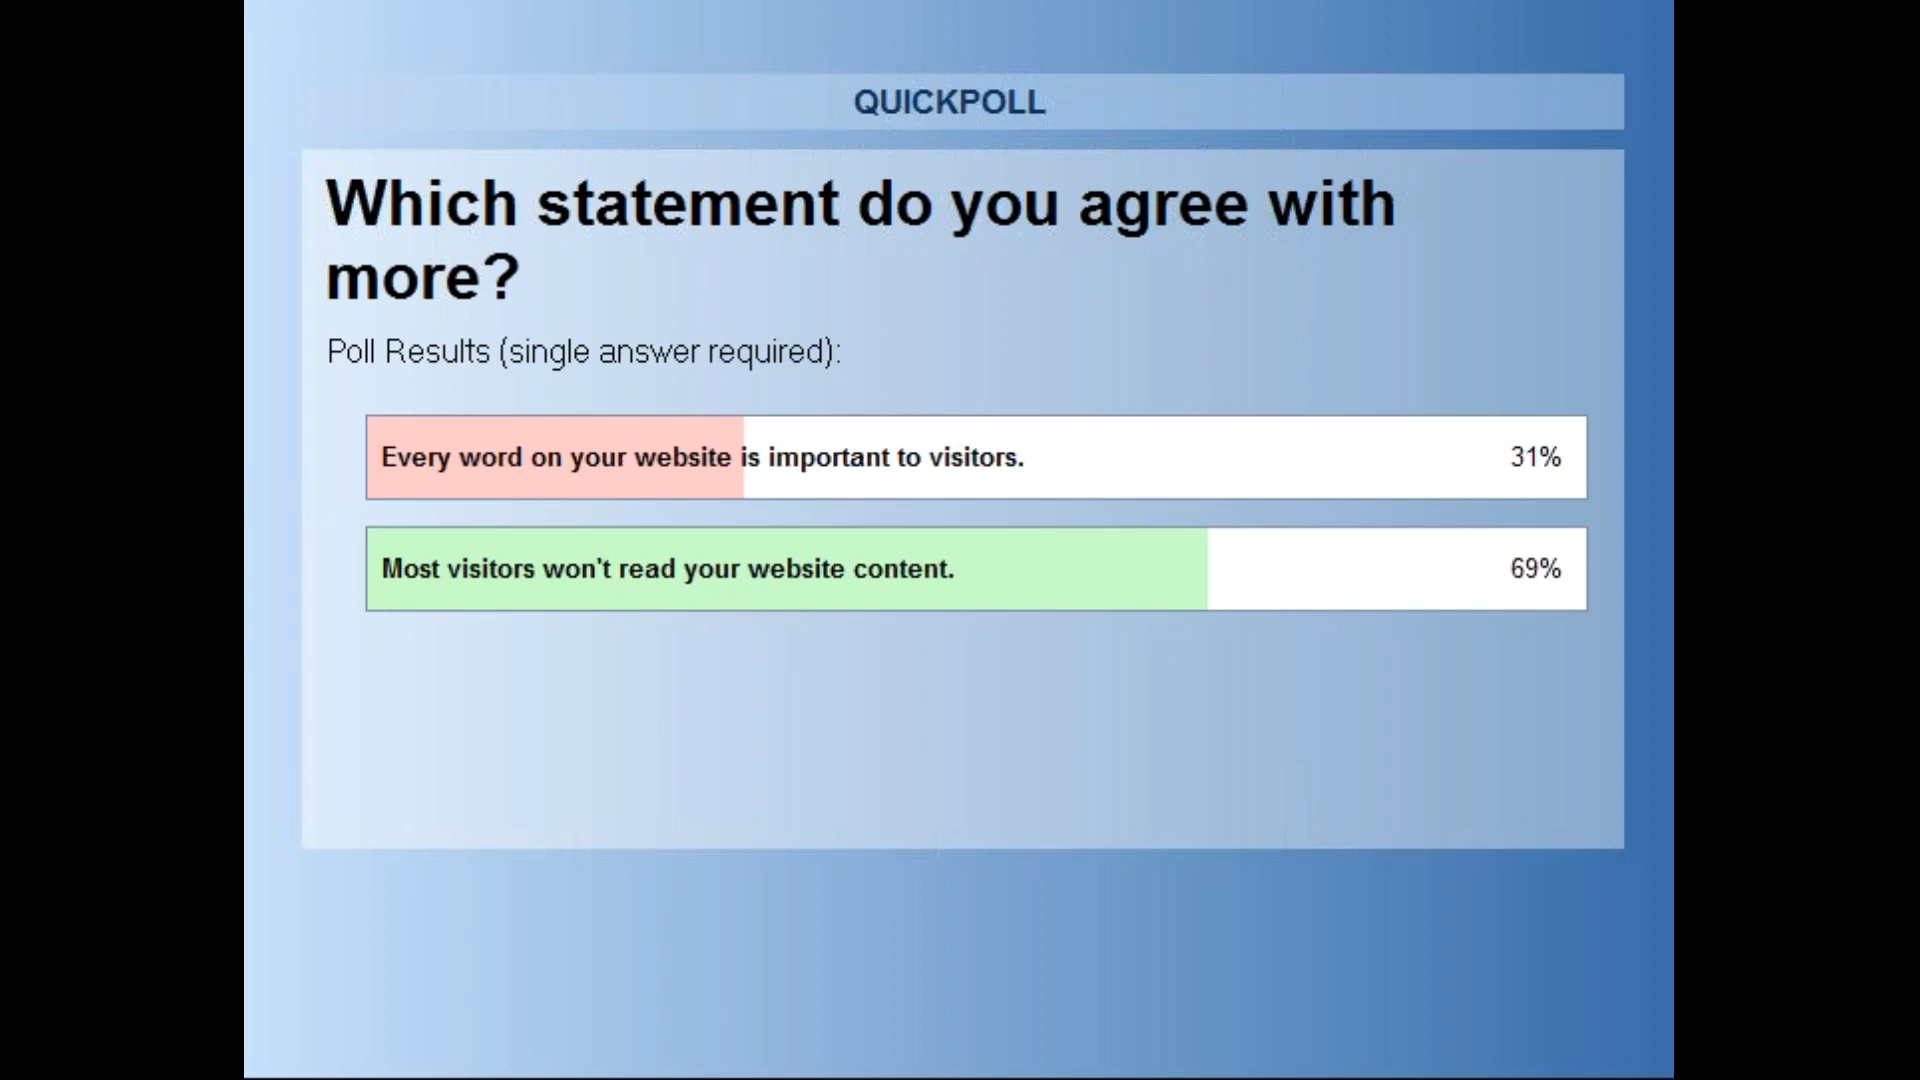 QUICKPOLL
Which statement do you agree with
more?
Poll Results (single answer required):
Every word on your website is important to visitors. 31%
Most visitors won't read your website content. 69%